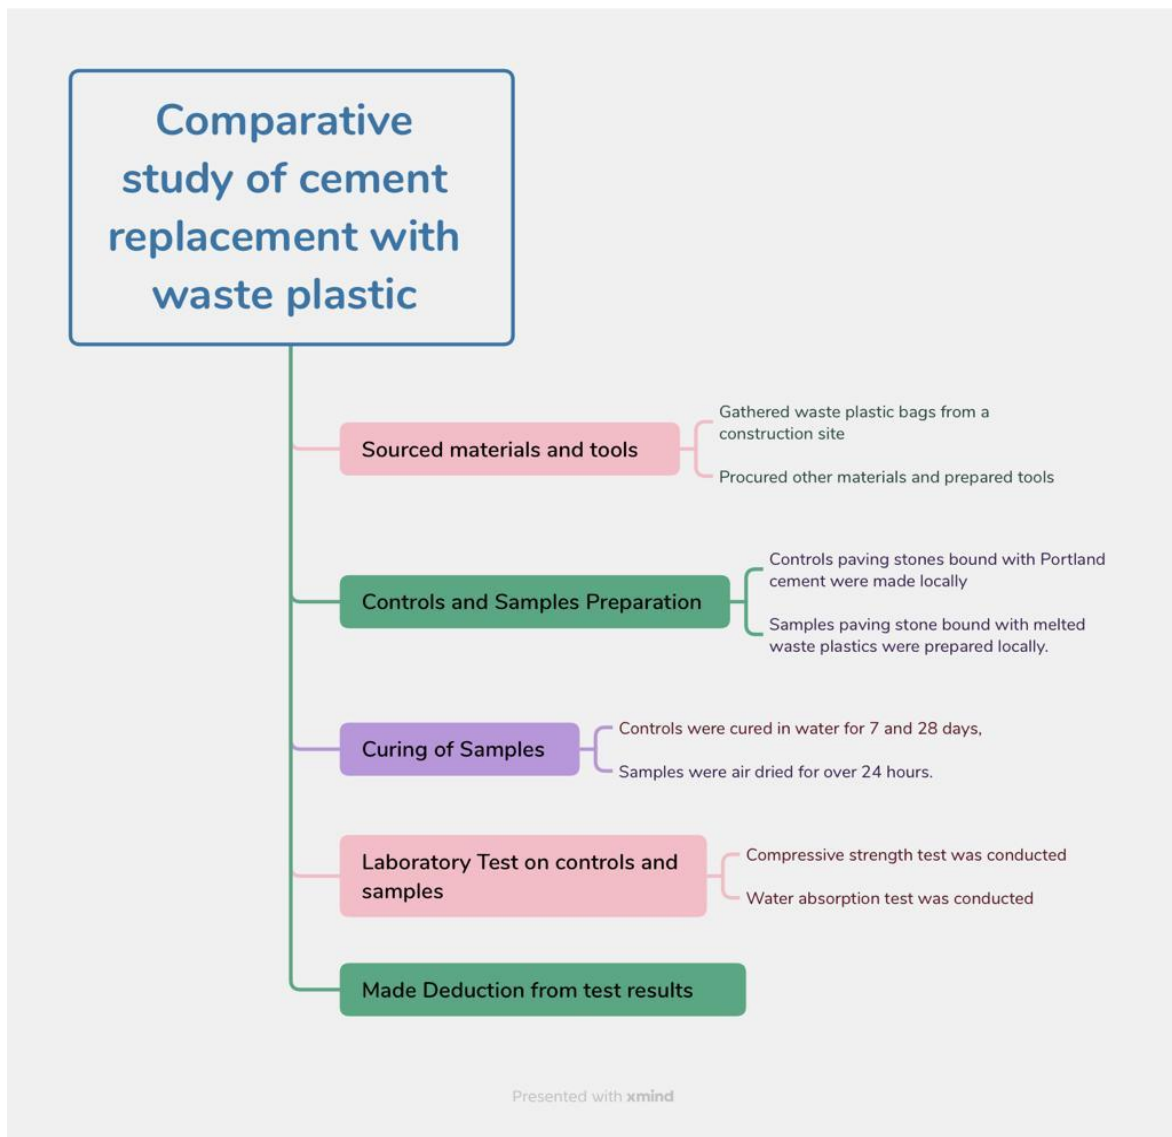 Comparative
study of cement
replacement with
waste plastic
Sourced materials and tools
Gathered waste plastic bags from a
construction site
Procured other materials and prepared tools
Controls and Samples Preparation
Controls paving stones bound with Portland
cement were made locally
Samples paving stone bound with melted
waste plastics were prepared locally.
Curing of Samples
Controls were cured in water for 7 and 28 days,
Samples were air dried for over 24 hours.
Laboratory Test on controls and
samples
Compressive strength test was conducted
Water absorption test was conducted
Made Deduction from test results
Presented with xmind